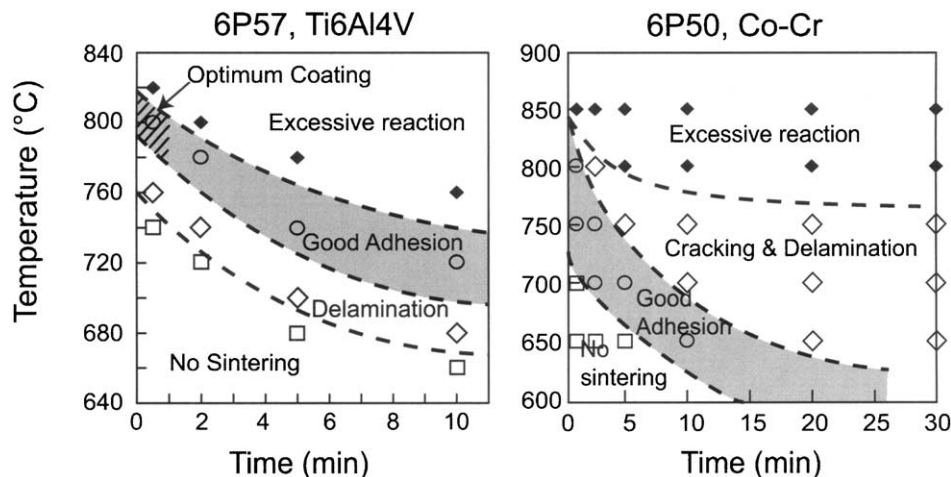 6P57, Ti6Al4V
6P50, Co-Cr
Temperature (°C)
840
800
760
720
680
640
Optimum Coating
Excessive reaction
Good Adhesion
Delamination
No Sintering
0
2
4
6
8
10
Time (min)
900
850
800
750
700
650
600
Excessive reaction
Cracking & Delamination
Good
Adhesion
No
sintering
0
5
10
15
20
25
30
Time (min)